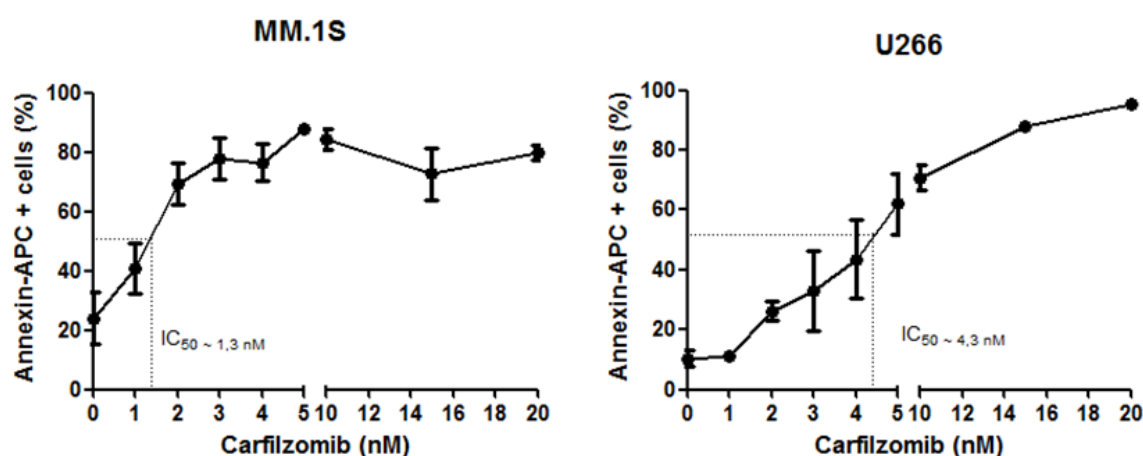 MM.1S
Annexin-APC + cells (%)
100
80
60
40
20
0
IC50 ~ 1,3 nM
0 1 2 3 4 5 10 12 14 16 18 20
Carfilzomib (nM)
U266
Annexin-APC + cells (%)
100
80
60
40
20
0
IC50 ~ 4,3 nM
0 1 2 3 4 5 10 12 14 16 18 20
Carfilzomib (nM)